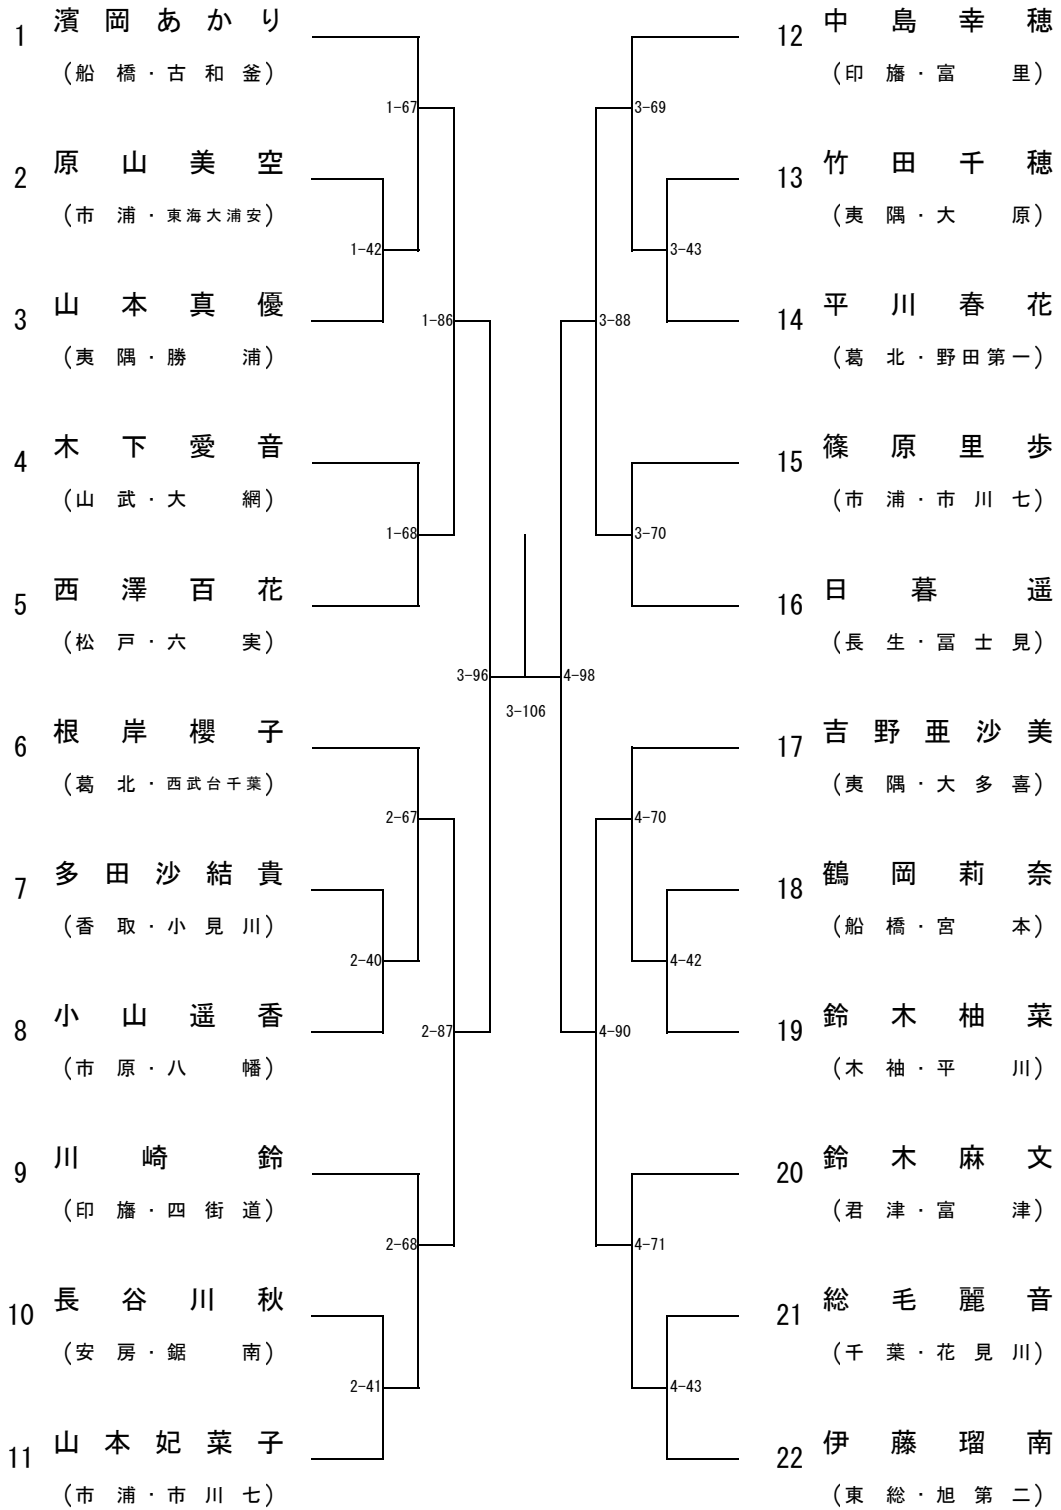 1 濱岡あかり
(船橋・古和釜)
1-67
2 原山美空
(市浦・東海大浦安)
1-42
3 山本真優
(夷隅・勝浦)
1-86
4 木下愛音
(山武・大網)
1-68
5 西澤百花
(松戸・六実)
3-96
6 根岸櫻子
(葛北・西武台千葉)
2-67
7 多田沙結貴
(香取・小見川)
2-40
8 小山遥香
(市原・八幡)
2-87
9 川崎鈴
(印旛・四街道)
2-68
10 長谷川秋
(安房・鋸南)
2-41
11 山本妃菜子
(市浦・市川七)
3-106
12 中島幸穂
(印旛・富里)
3-69
13 竹田千穂
(夷隅・大原)
3-43
14 平川春花
(葛北・野田第一)
3-88
15 篠原里歩
(市浦・市川七)
3-70
16 日暮遥
(長生・冨士見)
4-98
17 吉野亜沙美
(夷隅・大多喜)
4-70
18 鶴岡莉奈
(船橋・宮本)
4-42
19 鈴木柚菜
(木袖・平川)
4-90
20 鈴木麻文
(君津・富津)
4-71
21 総毛麗音
(千葉・花見川)
4-43
22 伊藤瑠南
(東総・旭第二)